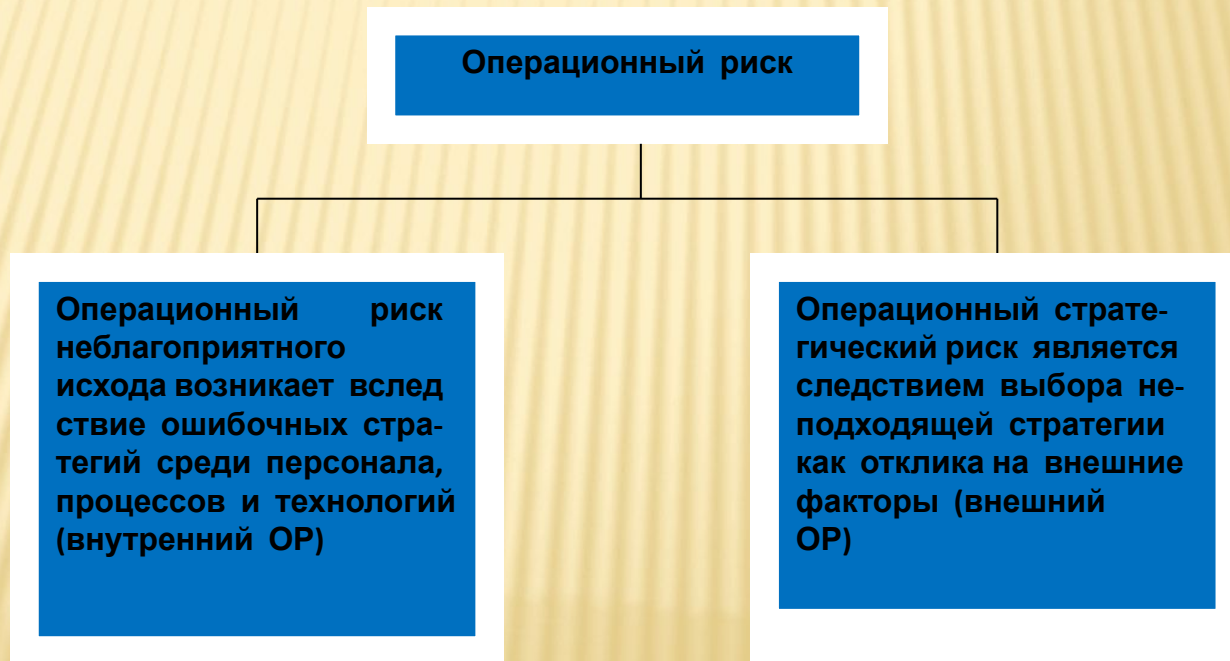 Операционный риск
Операционный риск
неблагоприятного
исхода возникает вслед
ствие ошибочных стра-
тегий среди персонала,
процессов и технологий
(внутренний ОР)
Операционный страте-
гический риск является
следствием выбора не-
подходящей стратегии
как отклика на внешние
факторы (внешний
ОР)